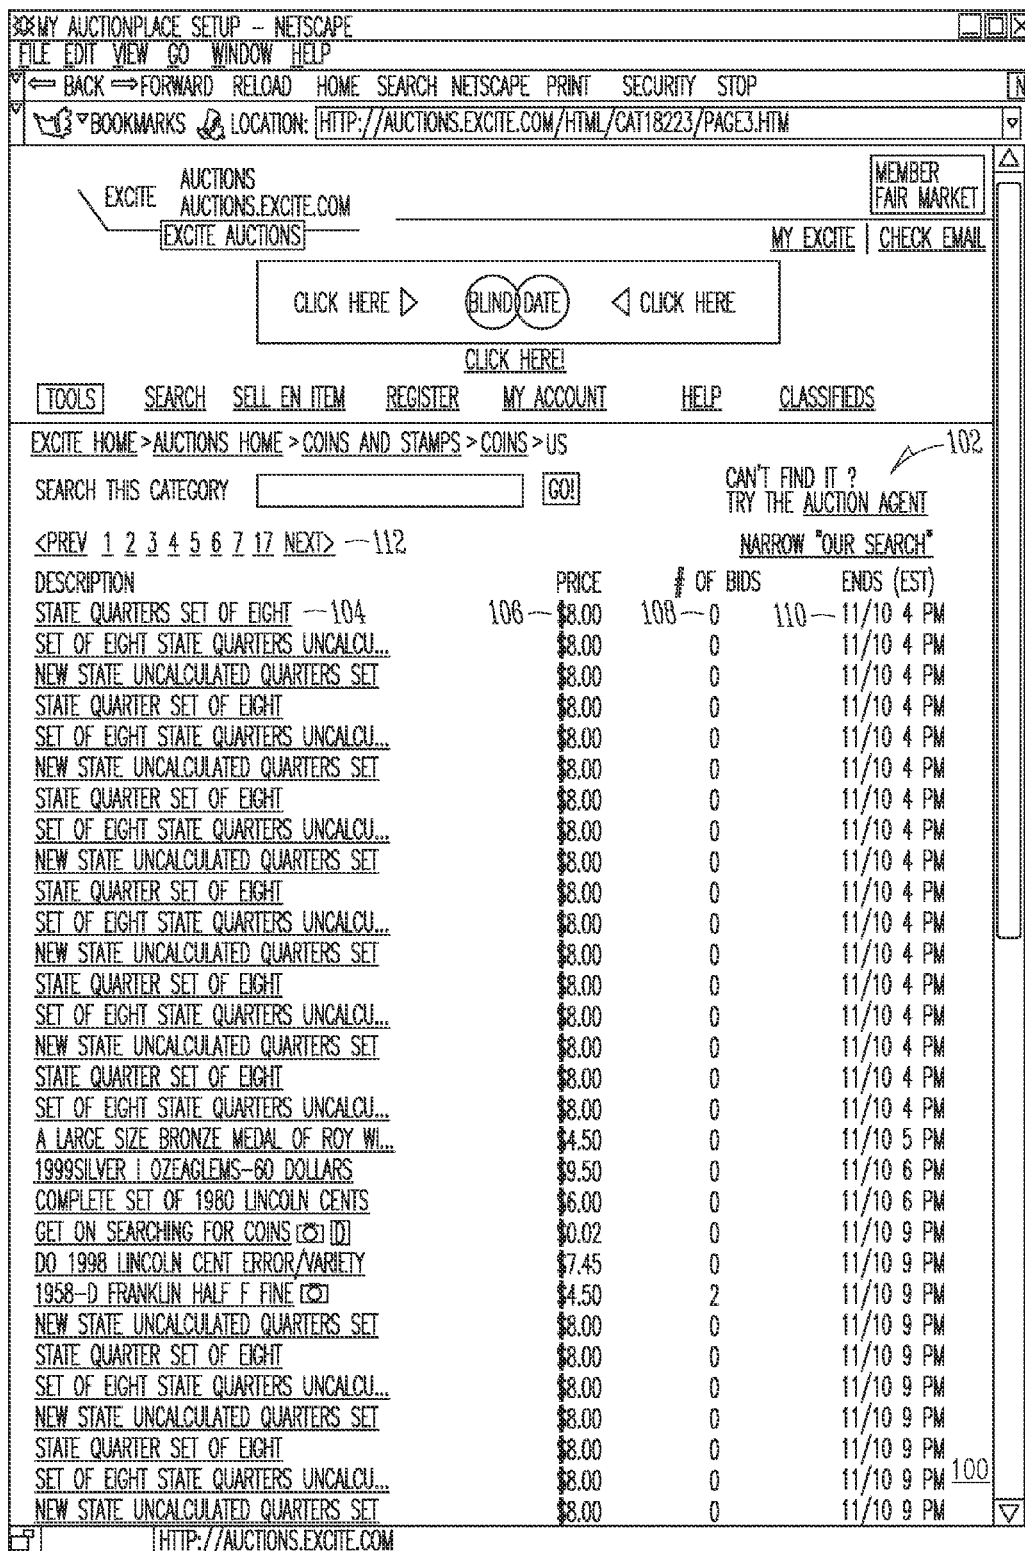 MY AUCTIONPLACE SETUP - NETSCAPE
FILE EDIT VIEW GO WINDOW HELP
BACK FORWARD RELOAD HOME SEARCH NETSCAPE PRINT SECURITY STOP N
BOOKMARKS LOCATION: HTTP://AUCTIONS.EXCITE.COM/HTML/CAT18223/PAGE3.HTM
EXCITE AUCTIONS
AUCTIONS.EXCITE.COM
EXCITE AUCTIONS
MEMBER
FAIR MARKET
MY EXCITE | CHECK EMAIL
CLICK HERE BLIND DATE CLICK HERE
CLICK HERE!
TOOLS SEARCH SELL EN ITEM REGISTER MY ACCOUNT HELP CLASSIFIEDS
EXCITE HOME>AUCTIONS HOME>COINS AND STAMPS>COINS>US
102
SEARCH THIS CATEGORY GO!
CAN'T FIND IT ?
TRY THE AUCTION AGENT
<PREV 1 2 3 4 5 6 7 17 NEXT> 112
NARROW "OUR SEARCH"
DESCRIPTION PRICE # OF BIDS ENDS (EST)
STATE QUARTERS SET OF EIGHT 104 106 $8.00 108 0 110 11/10 4 PM
SET OF EIGHT STATE QUARTERS UNCALCU... $8.00 0 11/10 4 PM
NEW STATE UNCALCULATED QUARTERS SET $8.00 0 11/10 4 PM
STATE QUARTER SET OF EIGHT $8.00 0 11/10 4 PM
SET OF EIGHT STATE QUARTERS UNCALCU... $8.00 0 11/10 4 PM
NEW STATE UNCALCULATED QUARTERS SET $8.00 0 11/10 4 PM
STATE QUARTER SET OF EIGHT $8.00 0 11/10 4 PM
SET OF EIGHT STATE QUARTERS UNCALCU... $8.00 0 11/10 4 PM
NEW STATE UNCALCULATED QUARTERS SET $8.00 0 11/10 4 PM
STATE QUARTER SET OF EIGHT $8.00 0 11/10 4 PM
SET OF EIGHT STATE QUARTERS UNCALCU... $8.00 0 11/10 4 PM
NEW STATE UNCALCULATED QUARTERS SET $8.00 0 11/10 4 PM
STATE QUARTER SET OF EIGHT $8.00 0 11/10 4 PM
SET OF EIGHT STATE QUARTERS UNCALCU... $8.00 0 11/10 4 PM
NEW STATE UNCALCULATED QUARTERS SET $8.00 0 11/10 4 PM
STATE QUARTER SET OF EIGHT $8.00 0 11/10 4 PM
SET OF EIGHT STATE QUARTERS UNCALCU... $8.00 0 11/10 4 PM
A LARGE SIZE BRONZE MEDAL OF ROY WI... $4.50 0 11/10 5 PM
1999SILVER I OZEAGLEMS-60 DOLLARS $9.50 0 11/10 6 PM
COMPLETE SET OF 1980 LINCOLN CENTS $6.00 0 11/10 6 PM
GET ON SEARCHING FOR COINS D $0.02 0 11/10 9 PM
DO 1998 LINCOLN CENT ERROR/VARIETY $7.45 0 11/10 9 PM
1958-D FRANKLIN HALF F FINE $4.50 2 11/10 9 PM
NEW STATE UNCALCULATED QUARTERS SET $8.00 0 11/10 9 PM
STATE QUARTER SET OF EIGHT $8.00 0 11/10 9 PM
SET OF EIGHT STATE QUARTERS UNCALCU... $8.00 0 11/10 9 PM
NEW STATE UNCALCULATED QUARTERS SET $8.00 0 11/10 9 PM
STATE QUARTER SET OF EIGHT $8.00 0 11/10 9 PM
SET OF EIGHT STATE QUARTERS UNCALCU... $8.00 0 11/10 9 PM 100
NEW STATE UNCALCULATED QUARTERS SET $8.00 0 11/10 9 PM
HTTP://AUCTIONS.EXCITE.COM